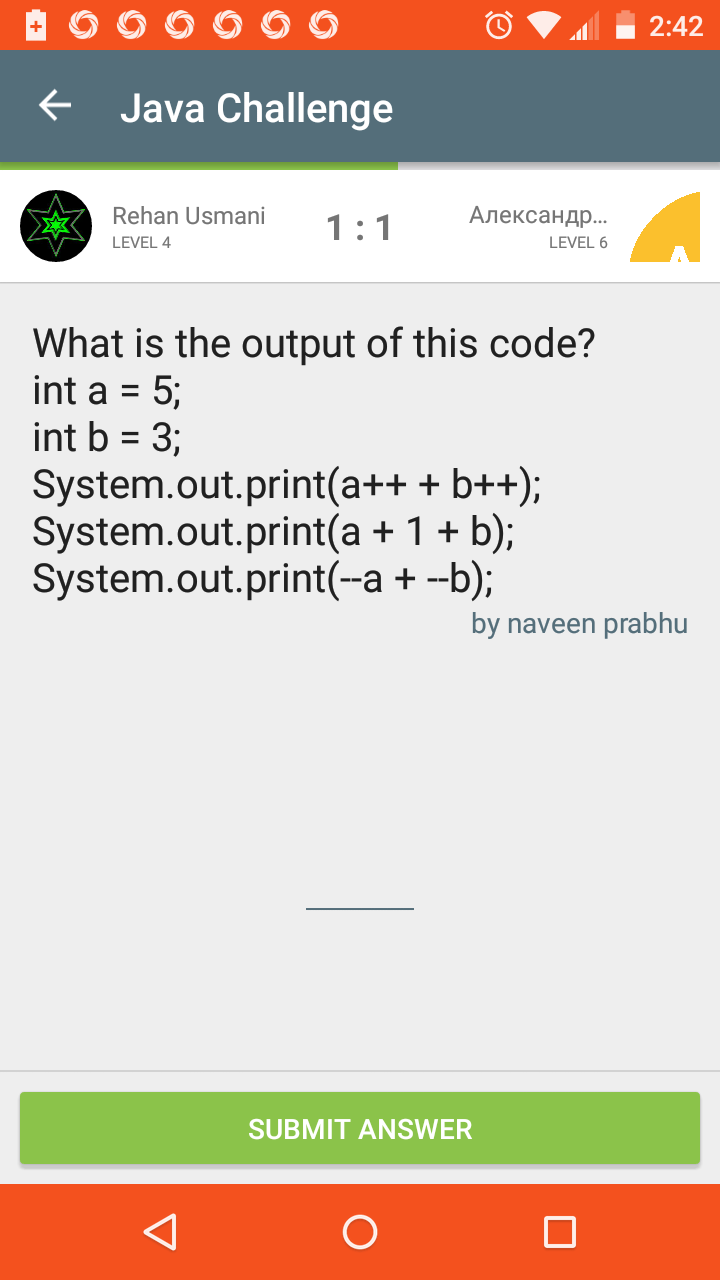 2:42
Java Challenge
Rehan Usmani
LEVEL 4
1 : 1
Александр...
LEVEL 6
What is the output of this code?
int a = 5;
int b = 3;
System.out.print(a++ + b++);
System.out.print(a + 1 + b);
System.out.print(--a + --b);
by naveen prabhu
SUBMIT ANSWER